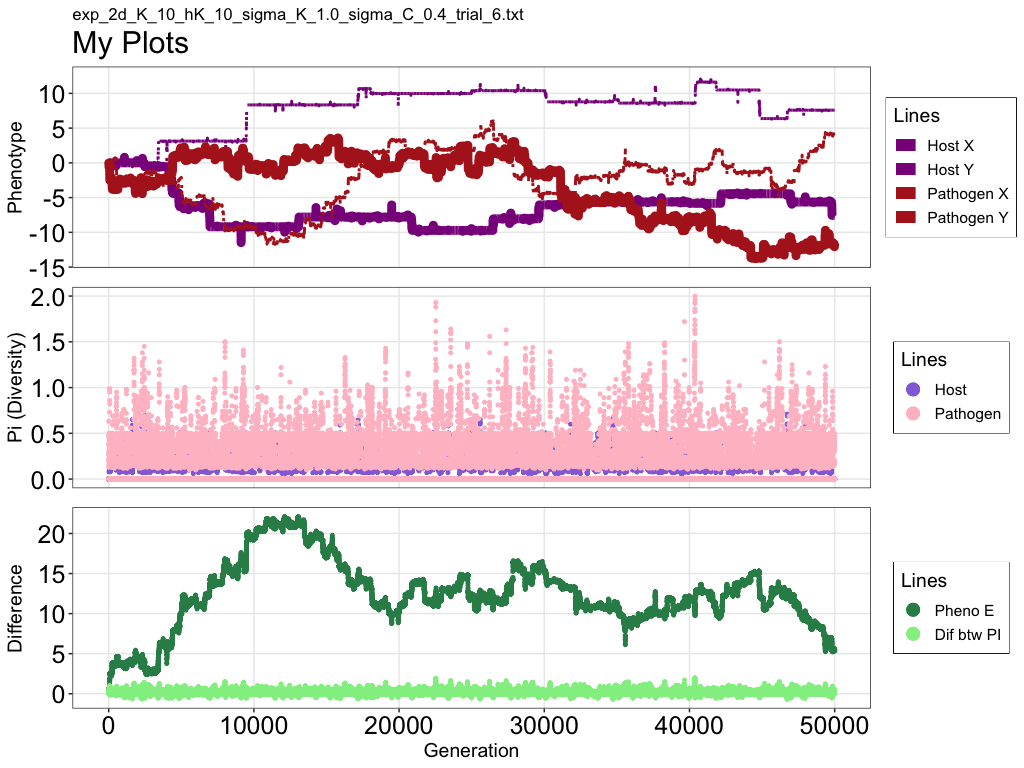 exp_2d_K_10_hK_10_sigma_K_1.0_sigma_C_0.4_trial_6.txt
My Plots
Phenotype
10
5
0
-5
-10
-15
Lines
Host X
Host Y
Pathogen X
Pathogen Y
Pi (Diversity)
2.0
1.5
1.0
0.5
0.0
Lines
Host
Pathogen
Difference
20
15
10
5
0
Lines
Pheno E
Dif btw PI
0
10000
20000
30000
40000
50000
Generation